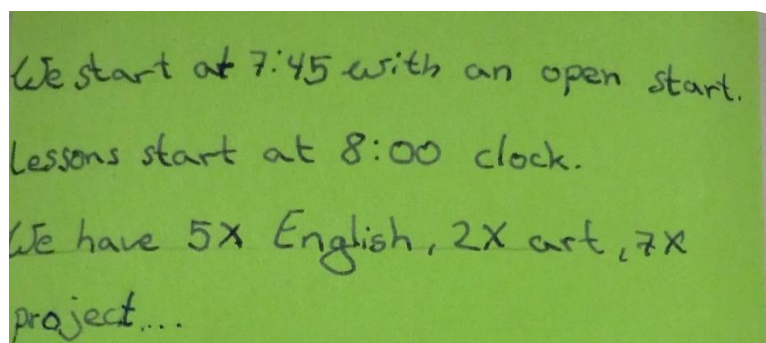 We start at 7:45 with an open start.
Lessons start at 8:00 clock.
We have 5x English, 2x art, 7x
project....